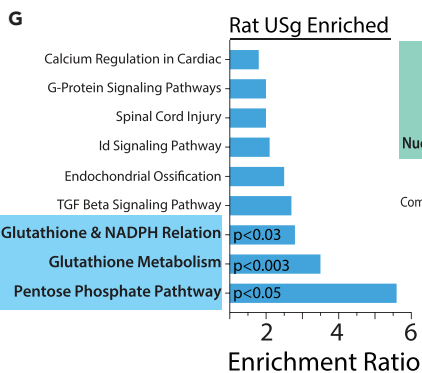 G
Rat USg Enriched
Calcium Regulation in Cardiac
G-Protein Signaling Pathways
Spinal Cord Injury
Id Signaling Pathway
Endochondrial Ossification
TGF Beta Signaling Pathway
Glutathione & NADPH Relation p<0.03
Glutathione Metabolism p<0.003
Pentose Phosphate Pathtway p<0.05
2 4 6
Enrichment Ratio